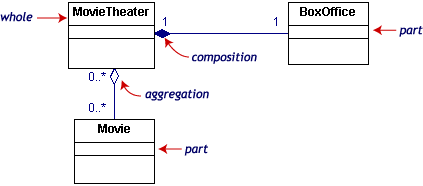 whole
MovieTheater
BoxOffice
1
1
part
composition
0..*
aggregation
0..*
Movie
part